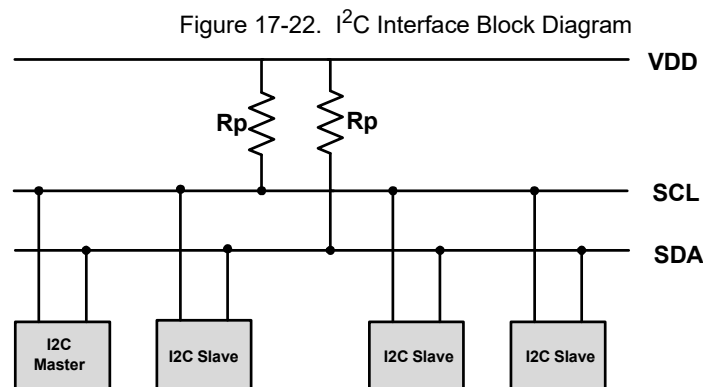 Figure 17-22. I²C Interface Block Diagram
VDD
Rp
Rp
SCL
SDA
I2C
Master
I2C Slave
I2C Slave
I2C Slave